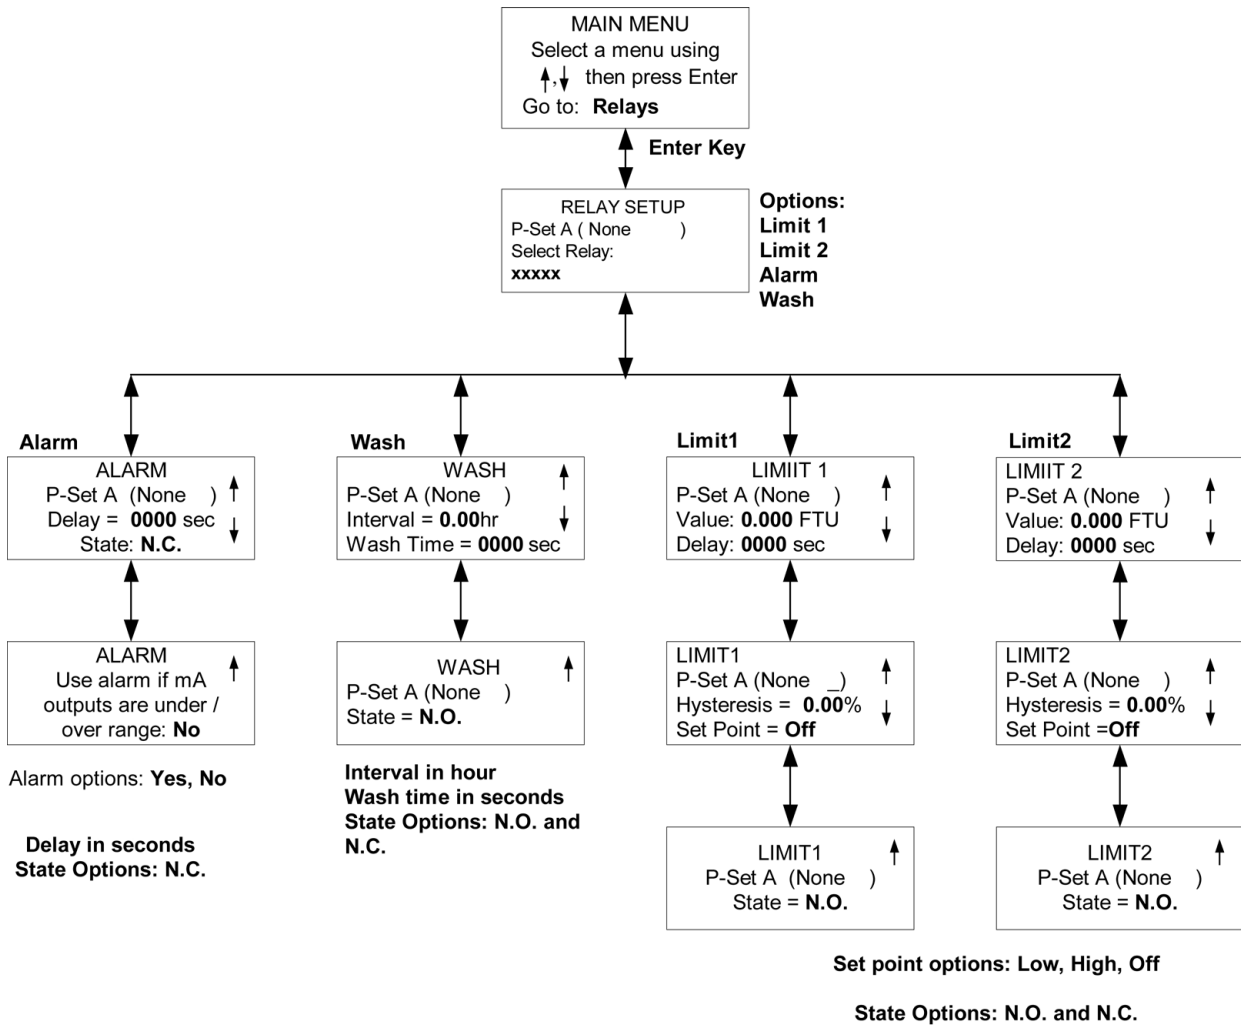 MAIN MENU
Select a menu using
↑,↓ then press Enter
Go to: Relays
Enter Key
RELAY SETUP
P-Set A ( None )
Select Relay:
xxxxx
Options:
Limit 1
Limit 2
Alarm
Wash
Alarm
ALARM
P-Set A (None )
Delay = 0000 sec
State: N.C.
ALARM
Use alarm if mA
outputs are under /
over range: No
Alarm options: Yes, No
Delay in seconds
State Options: N.C.
Wash
WASH
P-Set A (None )
Interval = 0.00hr
Wash Time = 0000 sec
WASH
P-Set A (None )
State = N.O.
Interval in hour
Wash time in seconds
State Options: N.O. and
N.C.
Limit1
LIMIIT 1
P-Set A (None )
Value: 0.000 FTU
Delay: 0000 sec
LIMIT1
P-Set A (None _)
Hysteresis = 0.00%
Set Point = Off
LIMIT1
P-Set A (None )
State = N.O.
Limit2
LIMIIT 2
P-Set A (None )
Value: 0.000 FTU
Delay: 0000 sec
LIMIT2
P-Set A (None )
Hysteresis = 0.00%
Set Point =Off
LIMIT2
P-Set A (None )
State = N.O.
Set point options: Low, High, Off
State Options: N.O. and N.C.